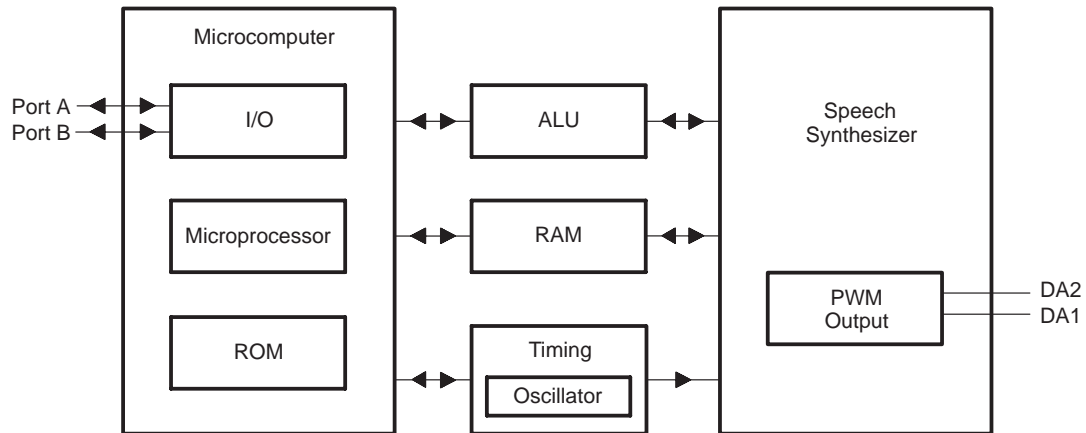 Microcomputer
Port A
Port B
I/O
Microprocessor
ROM
ALU
RAM
Timing
Oscillator
Speech
Synthesizer
PWM
Output
DA2
DA1